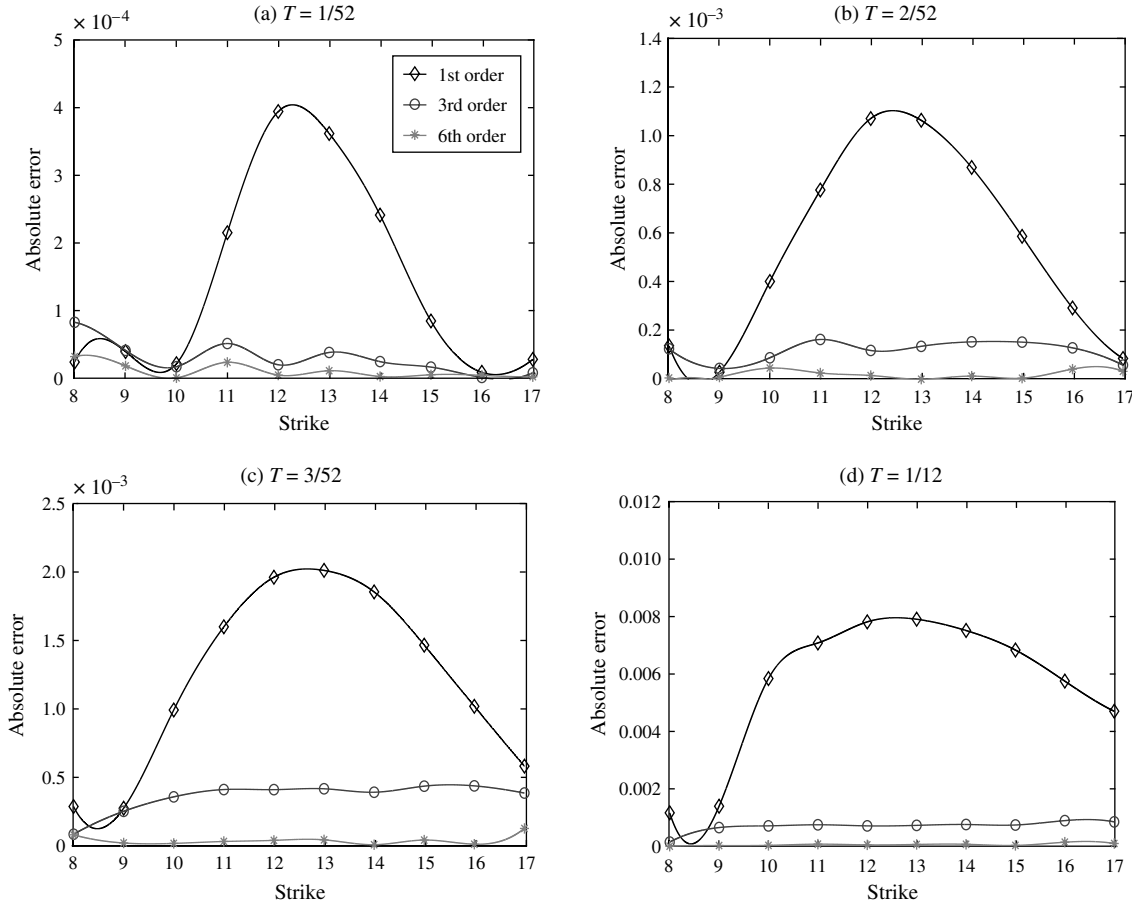 (a) T = 1/52
× 10⁻⁴
5
4
3
2
1
0
Absolute error
1st order
3rd order
6th order
8 9 10 11 12 13 14 15 16 17
Strike
(b) T = 2/52
× 10⁻³
1.4
1.2
1.0
0.8
0.6
0.4
0.2
0
Absolute error
8 9 10 11 12 13 14 15 16 17
Strike
(c) T = 3/52
× 10⁻³
2.5
2.0
1.5
1.0
0.5
0
Absolute error
8 9 10 11 12 13 14 15 16 17
Strike
(d) T = 1/12
0.012
0.010
0.008
0.006
0.004
0.002
0
Absolute error
8 9 10 11 12 13 14 15 16 17
Strike